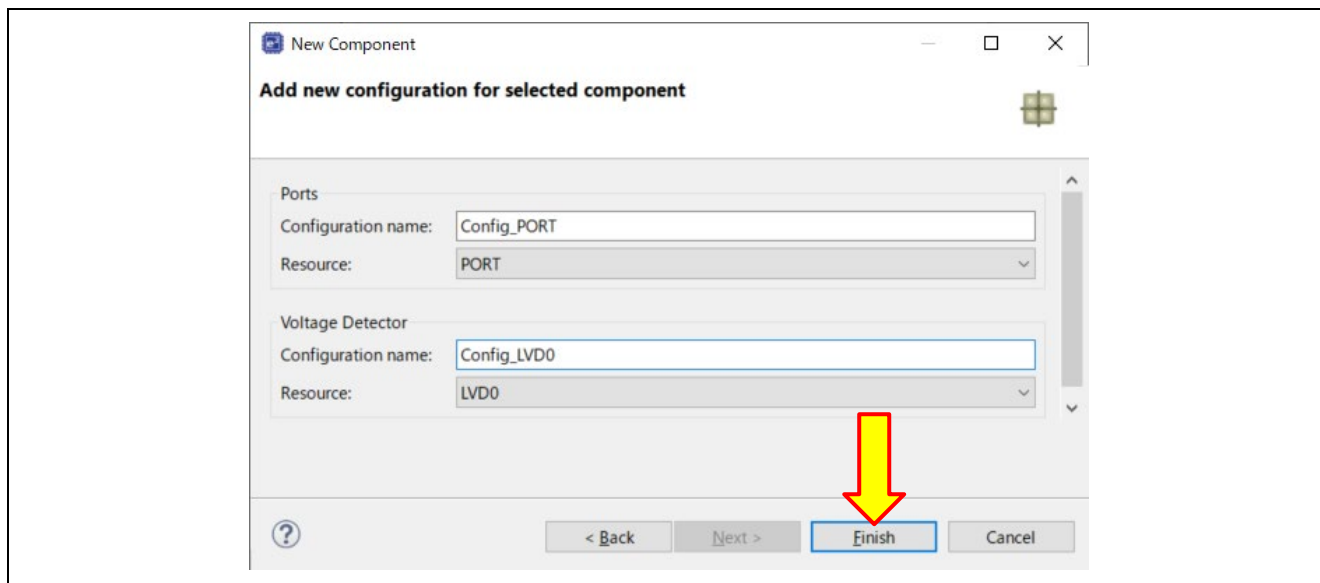 New Component
Add new configuration for selected component
Ports
Configuration name: Config_PORT
Resource: PORT
Voltage Detector
Configuration name: Config_LVD0
Resource: LVD0
? < Back Next > Finish Cancel